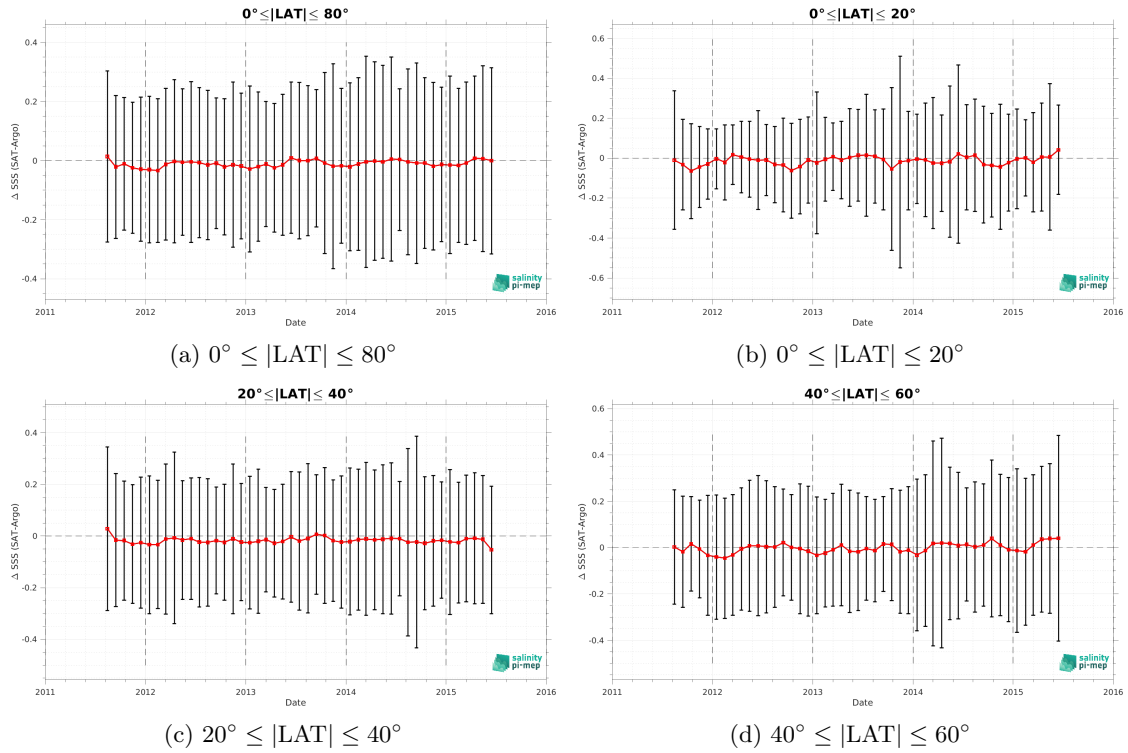 0°≤|LAT|≤ 80°
Δ SSS (SAT-Argo)
0.4
0.2
0
-0.2
-0.4
2011 2012 2013 2014 2015 2016
Date
salinity
pi-mep
(a) 0° ≤ |LAT| ≤ 80°
0°≤|LAT|≤ 20°
Δ SSS (SAT-Argo)
0.6
0.4
0.2
0
-0.2
-0.4
-0.6
2011 2012 2013 2014 2015 2016
Date
salinity
pi-mep
(b) 0° ≤ |LAT| ≤ 20°
20°≤|LAT|≤ 40°
Δ SSS (SAT-Argo)
0.4
0.2
0
-0.2
-0.4
2011 2012 2013 2014 2015 2016
Date
salinity
pi-mep
(c) 20° ≤ |LAT| ≤ 40°
40°≤|LAT|≤ 60°
Δ SSS (SAT-Argo)
0.6
0.4
0.2
0
-0.2
-0.4
2011 2012 2013 2014 2015 2016
Date
salinity
pi-mep
(d) 40° ≤ |LAT| ≤ 60°